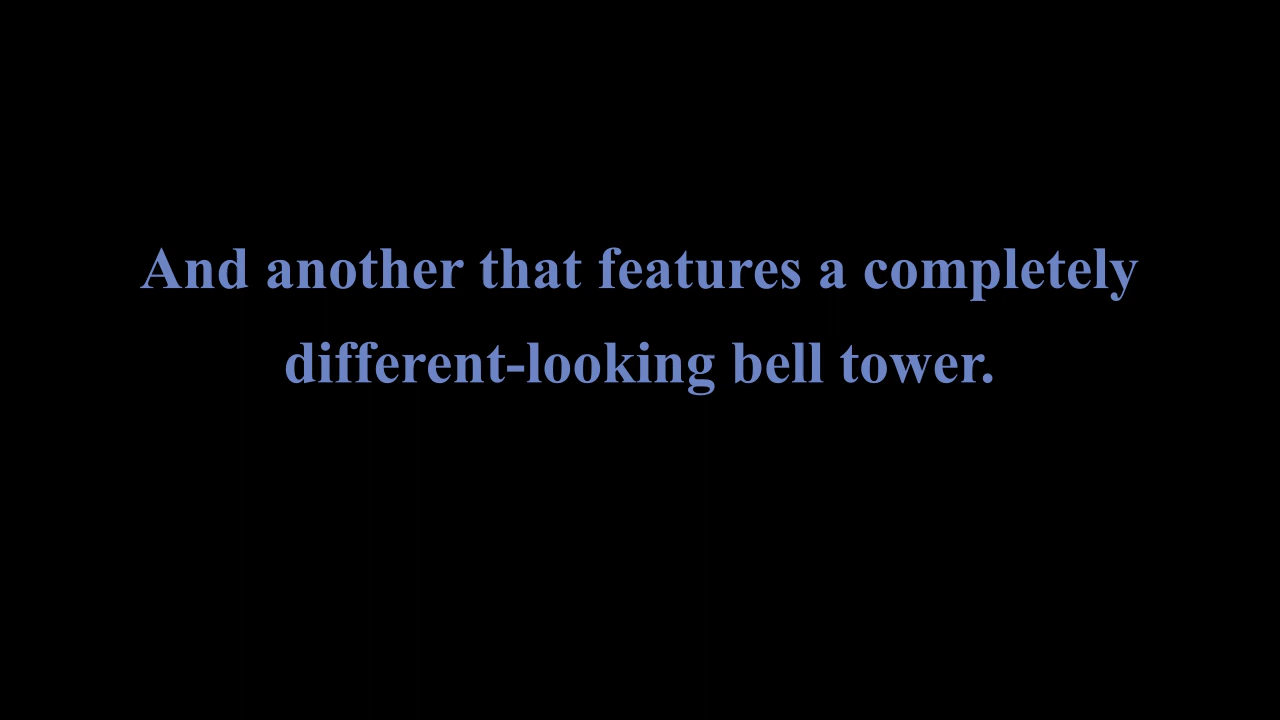 And another that features a completely
different-looking bell tower.